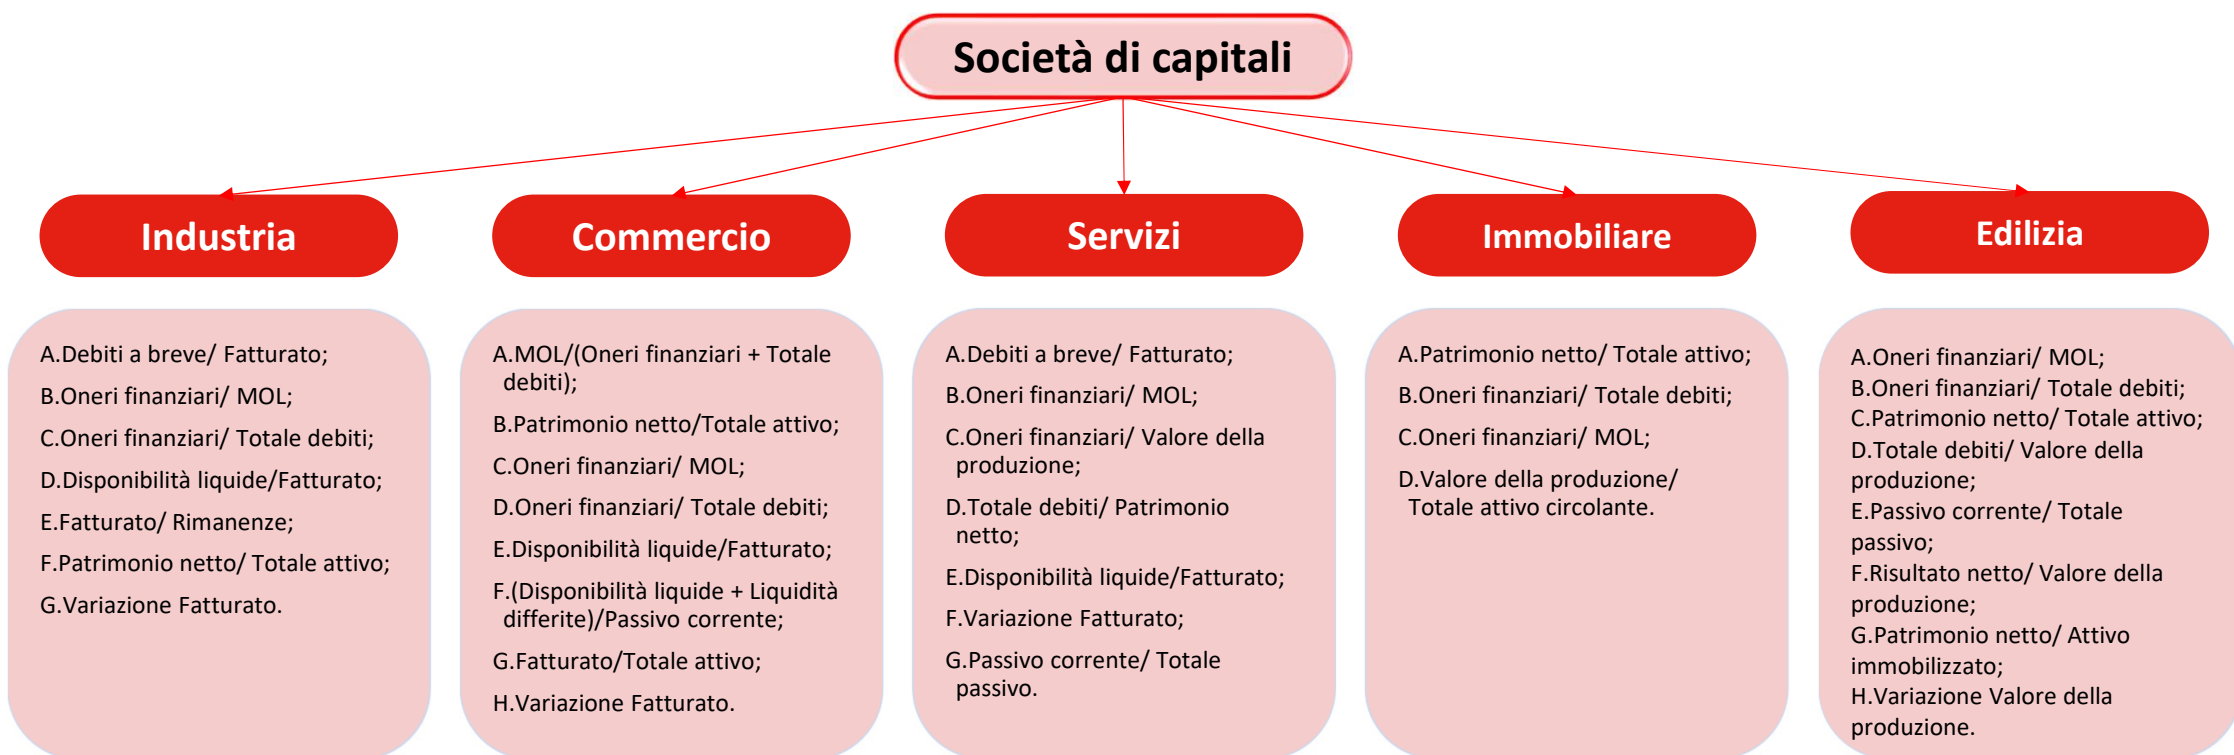 Società di capitali
Industria
A.Debiti a breve/ Fatturato;
B.Oneri finanziari/ MOL;
C.Oneri finanziari/ Totale debiti;
D.Disponibilità liquide/Fatturato;
E.Fatturato/ Rimanenze;
F.Patrimonio netto/ Totale attivo;
G.Variazione Fatturato.
Commercio
A.MOL/(Oneri finanziari + Totale
debiti);
B.Patrimonio netto/Totale attivo;
C.Oneri finanziari/ MOL;
D.Oneri finanziari/ Totale debiti;
E.Disponibilità liquide/Fatturato;
F.(Disponibilità liquide + Liquidità
differite)/Passivo corrente;
G.Fatturato/Totale attivo;
H.Variazione Fatturato.
Servizi
A.Debiti a breve/ Fatturato;
B.Oneri finanziari/ MOL;
C.Oneri finanziari/ Valore della
produzione;
D.Totale debiti/ Patrimonio
netto;
E.Disponibilità liquide/Fatturato;
F.Variazione Fatturato;
G.Passivo corrente/ Totale
passivo.
Immobiliare
A.Patrimonio netto/ Totale attivo;
B.Oneri finanziari/ Totale debiti;
C.Oneri finanziari/ MOL;
D.Valore della produzione/
Totale attivo circolante.
Edilizia
A.Oneri finanziari/ MOL;
B.Oneri finanziari/ Totale debiti;
C.Patrimonio netto/ Totale attivo;
D.Totale debiti/ Valore della
produzione;
E.Passivo corrente/ Totale
passivo;
F.Risultato netto/ Valore della
produzione;
G.Patrimonio netto/ Attivo
immobilizzato;
H.Variazione Valore della
produzione.